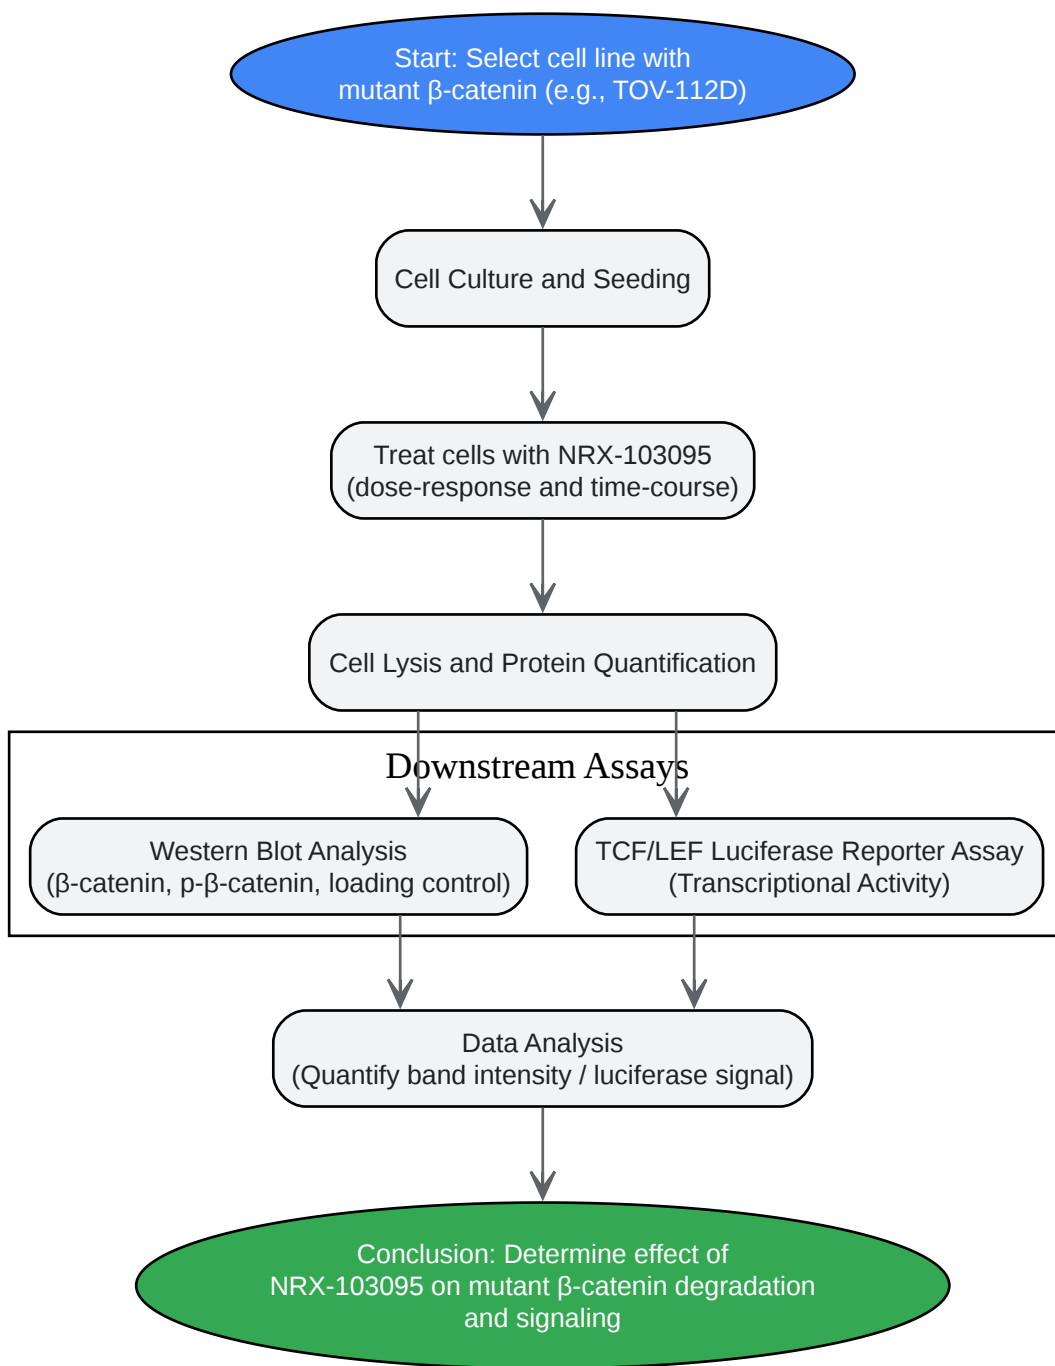 Start: Select cell line with
mutant β-catenin (e.g., TOV-112D)
Cell Culture and Seeding
Treat cells with NRX-103095
(dose-response and time-course)
Cell Lysis and Protein Quantification
Downstream Assays
Western Blot Analysis
(β-catenin, p-β-catenin, loading control)
TCF/LEF Luciferase Reporter Assay
(Transcriptional Activity)
Data Analysis
(Quantify band intensity / luciferase signal)
Conclusion: Determine effect of
NRX-103095 on mutant β-catenin degradation
and signaling